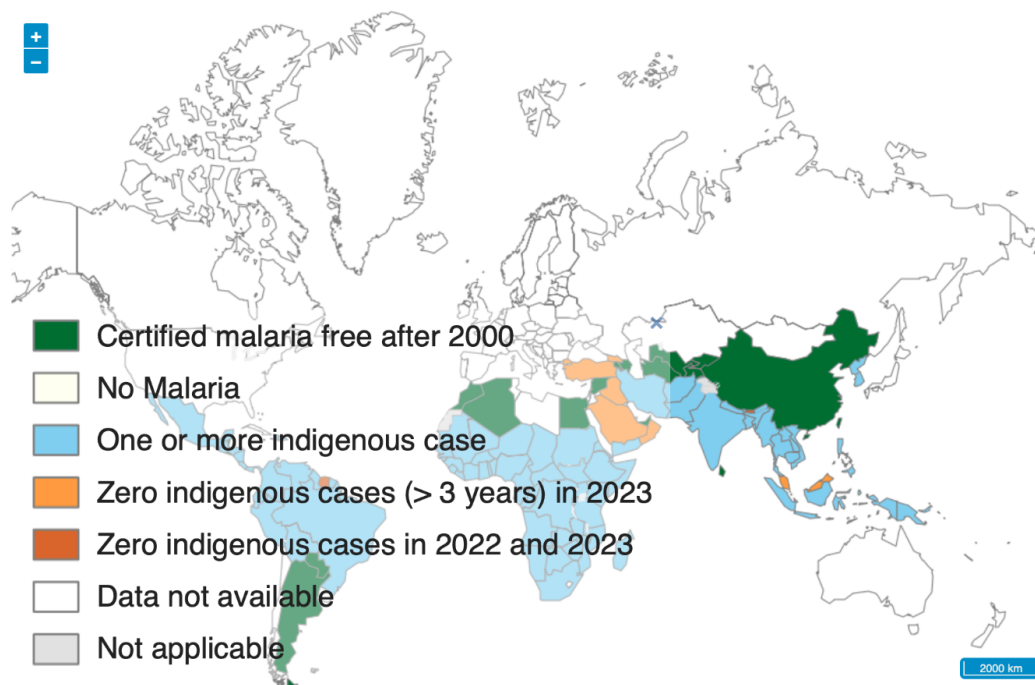 +
−
Certified malaria free after 2000
No Malaria
One or more indigenous case
Zero indigenous cases (> 3 years) in 2023
Zero indigenous cases in 2022 and 2023
Data not available
Not applicable
2000 km